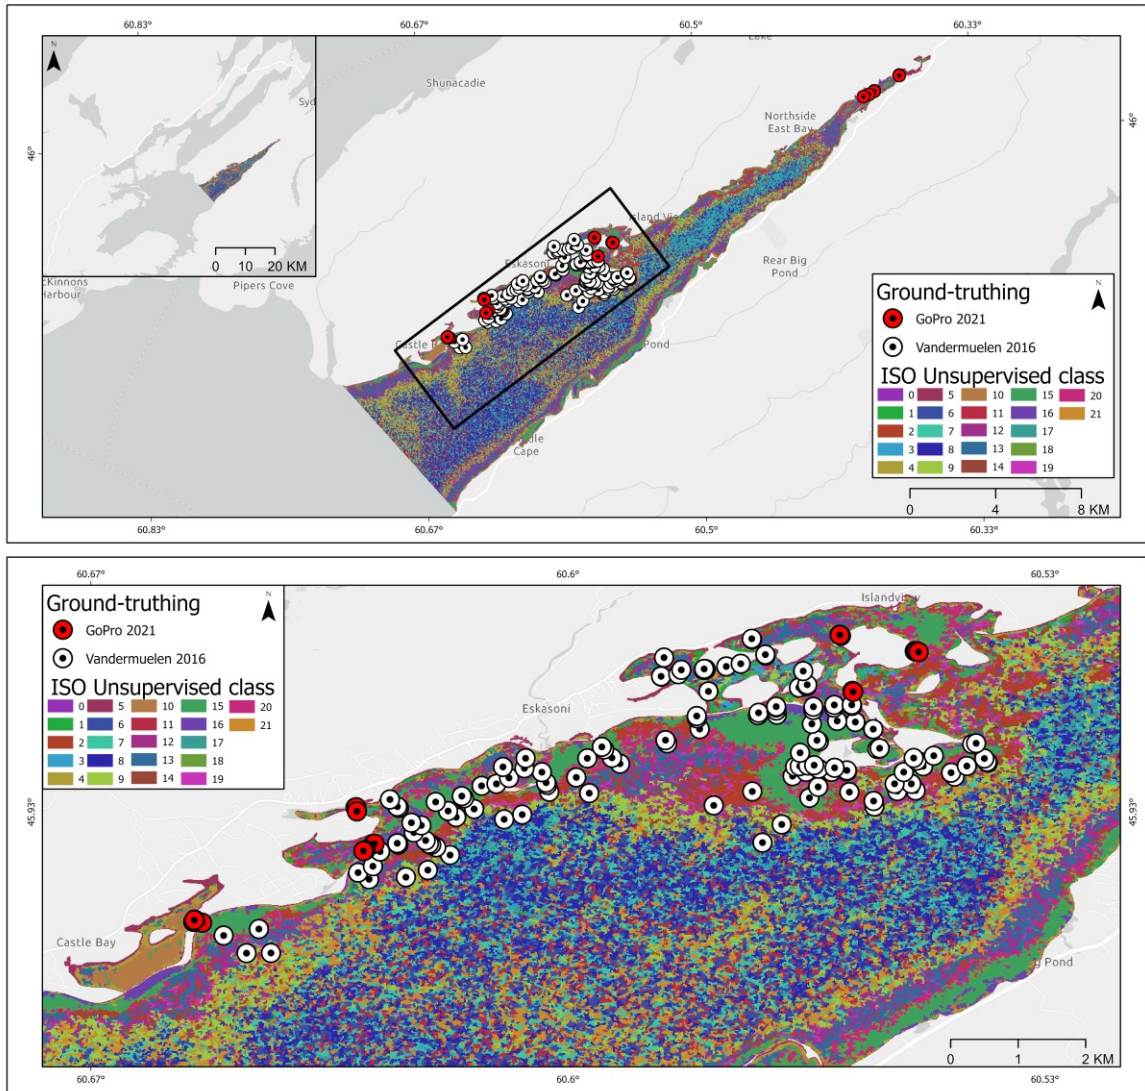 60.83°
60.67°
60.5°
60.33°
N
Lake
Shunacadie
Northside
East Bay
46°
46°
0 10 20 KM
Island Vi
Eskasoni
Rear Big
Pond
Harbour
Pipers Cove
Castle
Pond
Cape
Ground-truthing
N
GoPro 2021
Vandermuelen 2016
ISO Unsupervised class
0 5 10 15 20
1 6 11 16 21
2 7 12 17
3 8 13 18
4 9 14 19
0 4 8 KM
60.83°
60.67°
60.5°
60.33°
60.67°
60.6°
60.53°
Ground-truthing
N
GoPro 2021
Vandermuelen 2016
ISO Unsupervised class
0 5 10 15 20
1 6 11 16 21
2 7 12 17
3 8 13 18
4 9 14 19
Islandview
Eskasoni
45.93°
45.93°
Castle Bay
Pond
0 1 2 KM
60.67°
60.6°
60.53°